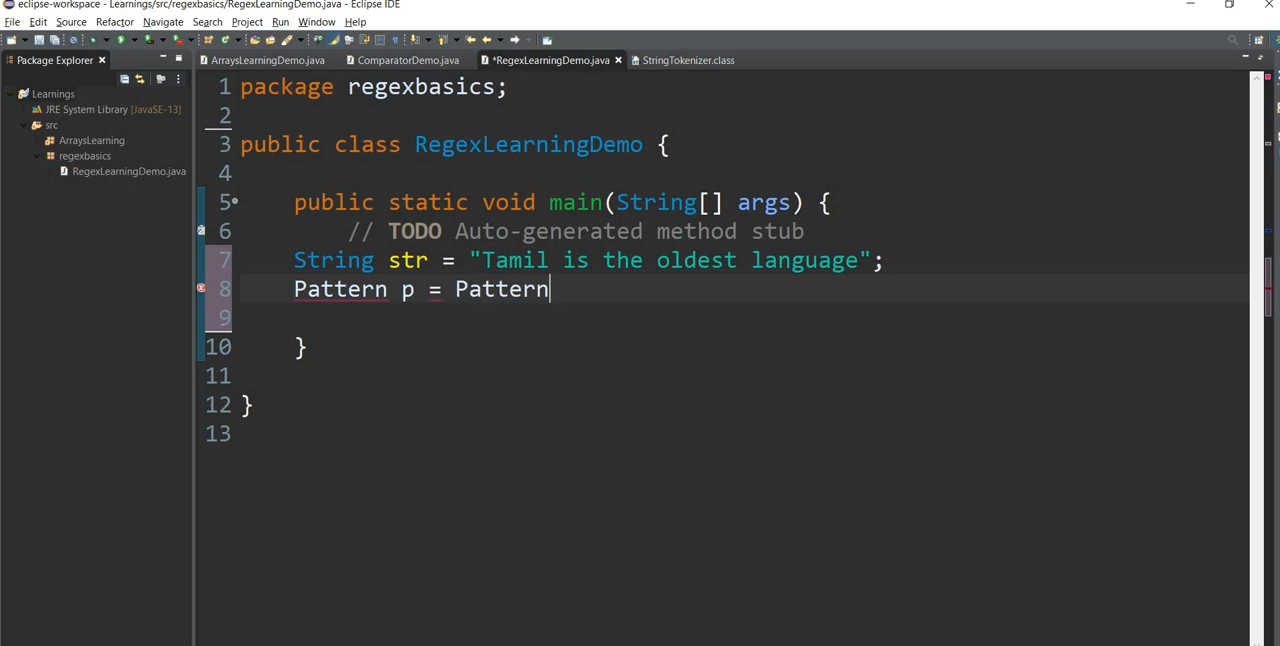 eclipse-workspace - Learnings/src/regexbasics/RegexLearningDemo.java - Eclipse IDE
File Edit Source Refactor Navigate Search Project Run Window Help
Package Explorer
ArraysLearningDemo.java ComparatorDemo.java *RegexLearningDemo.java StringTokenizer.class
Learnings
JRE System Library [JavaSE-13]
src
ArraysLearning
regexbasics
RegexLearningDemo.java
1 package regexbasics;
2
3 public class RegexLearningDemo {
4
5 public static void main(String[] args) {
6 // TODO Auto-generated method stub
7 String str = "Tamil is the oldest language";
8 Pattern p = Pattern
9
10 }
11
12 }
13